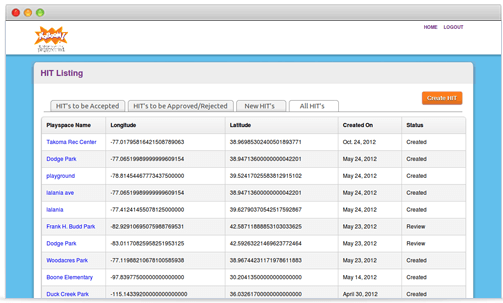 KaBOOM!
HOME LOGOUT
HIT Listing
Create HIT
HIT's to be Accepted HIT's to be Approved/Rejected New HIT's All HIT's
Playspace Name Longitude Latitude Created On Status
Takoma Rec Center -77.01795816421508789063 38.96985302400501893771 Oct. 24, 2012 Created
Dodge Park -77.06519989999999609154 38.94713600000000042201 May 24, 2012 Created
playground -78.81454467773437500000 39.52417025583812915102 May 24, 2012 Created
lalania ave -77.06519989999999609154 38.94713600000000042201 May 24, 2012 Created
lalania -77.41241455078125000000 39.62790370542517592867 May 24, 2012 Created
Frank H. Budd Park -82.92910695075988769531 42.58711888853103033625 May 23, 2012 Review
Dodge Park -83.01170825958251953125 42.59263221469623772464 May 23, 2012 Review
Woodacres Park -77.11988210678100585938 38.96744231171978611883 May 23, 2012 Created
Boone Elementary -97.83977500000000000000 30.20413500000000000000 May 14, 2012 Created
Duck Creek Park -115.14339200000000000000 36.03261700000000000000 April 30, 2012 Created